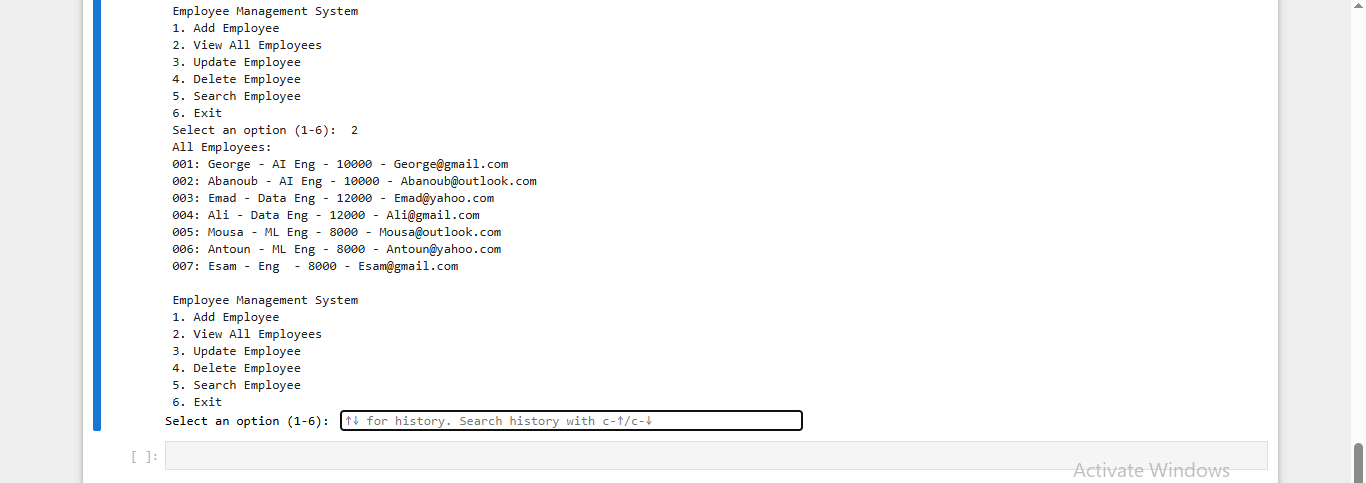 Employee Management System
1. Add Employee
2. View All Employees
3. Update Employee
4. Delete Employee
5. Search Employee
6. Exit
Select an option (1-6):  2
All Employees:
001: George - AI Eng - 10000 - George@gmail.com
002: Abanoub - AI Eng - 10000 - Abanoub@outlook.com
003: Emad - Data Eng - 12000 - Emad@yahoo.com
004: Ali - Data Eng - 12000 - Ali@gmail.com
005: Mousa - ML Eng - 8000 - Mousa@outlook.com
006: Antoun - ML Eng - 8000 - Antoun@yahoo.com
007: Esam - Eng  - 8000 - Esam@gmail.com
Employee Management System
1. Add Employee
2. View All Employees
3. Update Employee
4. Delete Employee
5. Search Employee
6. Exit
Select an option (1-6): ↑↓ for history. Search history with c-↑/c-↓
[ ]:
Activate Windows